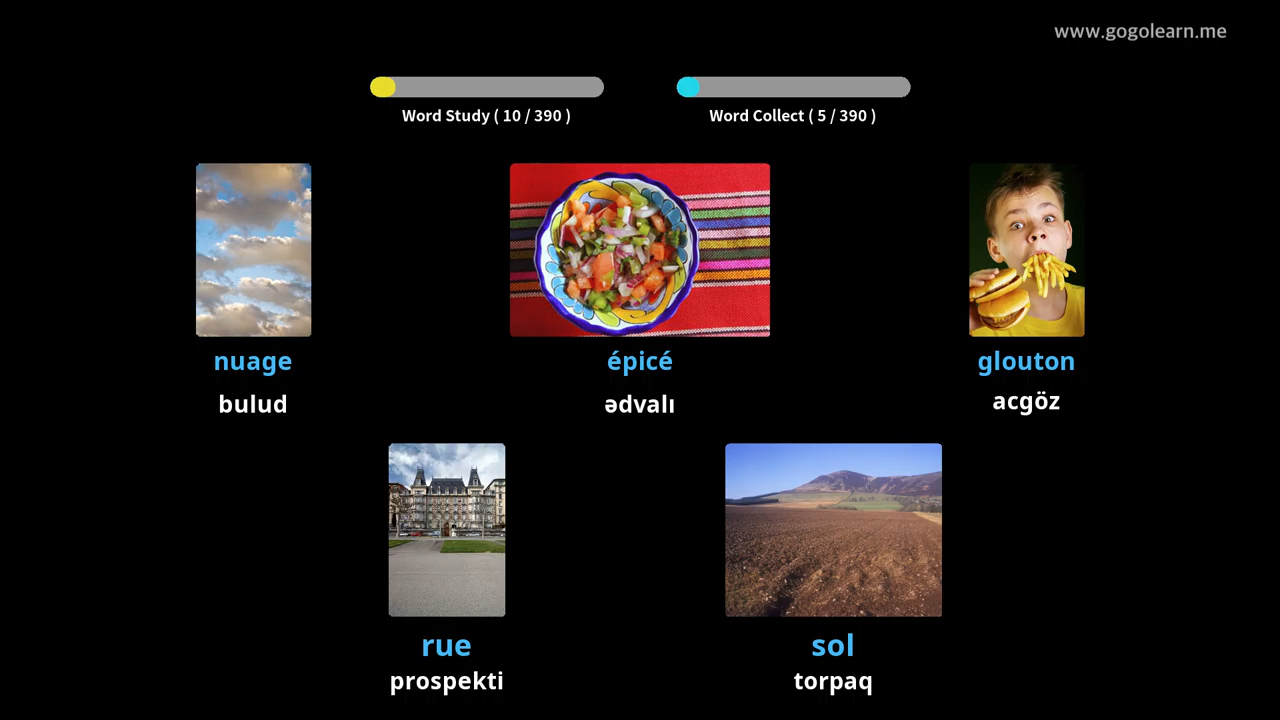 www.gogolearn.me
Word Study ( 10 / 390 )
Word Collect ( 5 / 390 )
nuage
bulud
épicé
ədvalı
glouton
acgöz
rue
prospekti
sol
torpaq